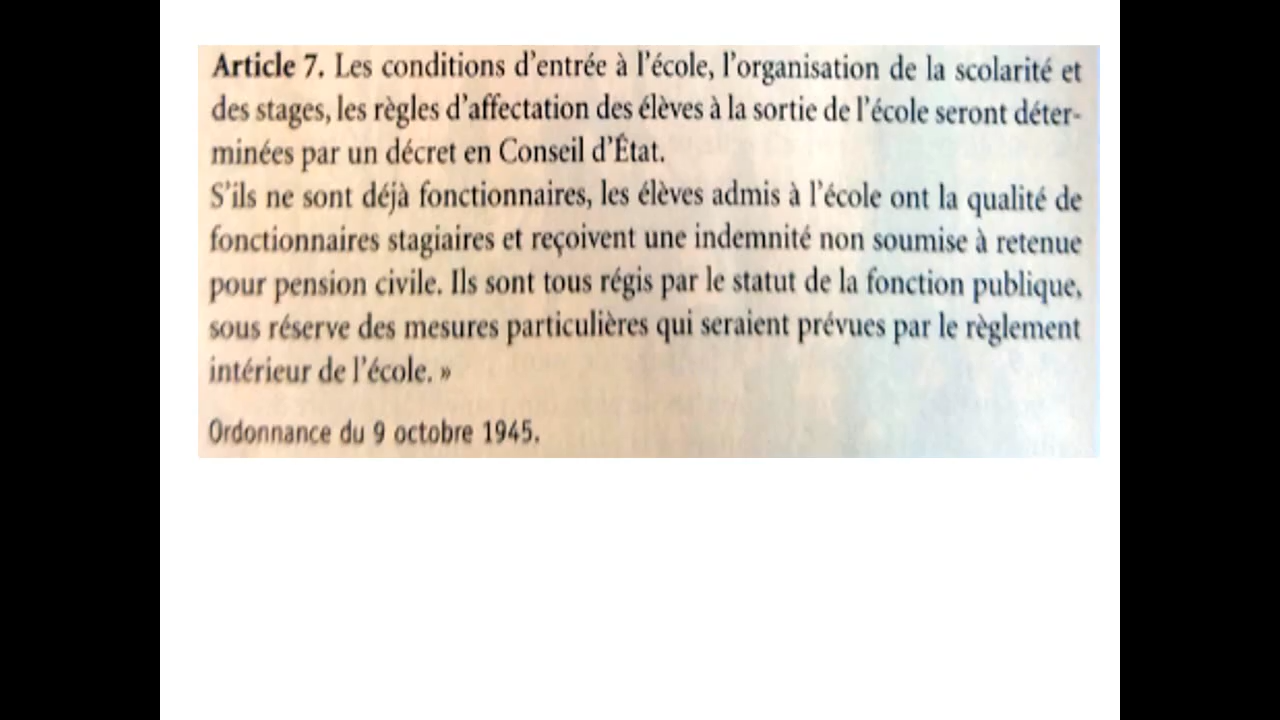 Article 7. Les conditions d'entrée à l'école, l'organisation de la scolarité et
des stages, les règles d'affectation des élèves à la sortie de l'école seront déter-
minées par un décret en Conseil d'État.
S'ils ne sont déjà fonctionnaires, les élèves admis à l'école ont la qualité de
fonctionnaires stagiaires et reçoivent une indemnité non soumise à retenue
pour pension civile. Ils sont tous régis par le statut de la fonction publique,
sous réserve des mesures particulières qui seraient prévues par le règlement
intérieur de l'école. »
Ordonnance du 9 octobre 1945.